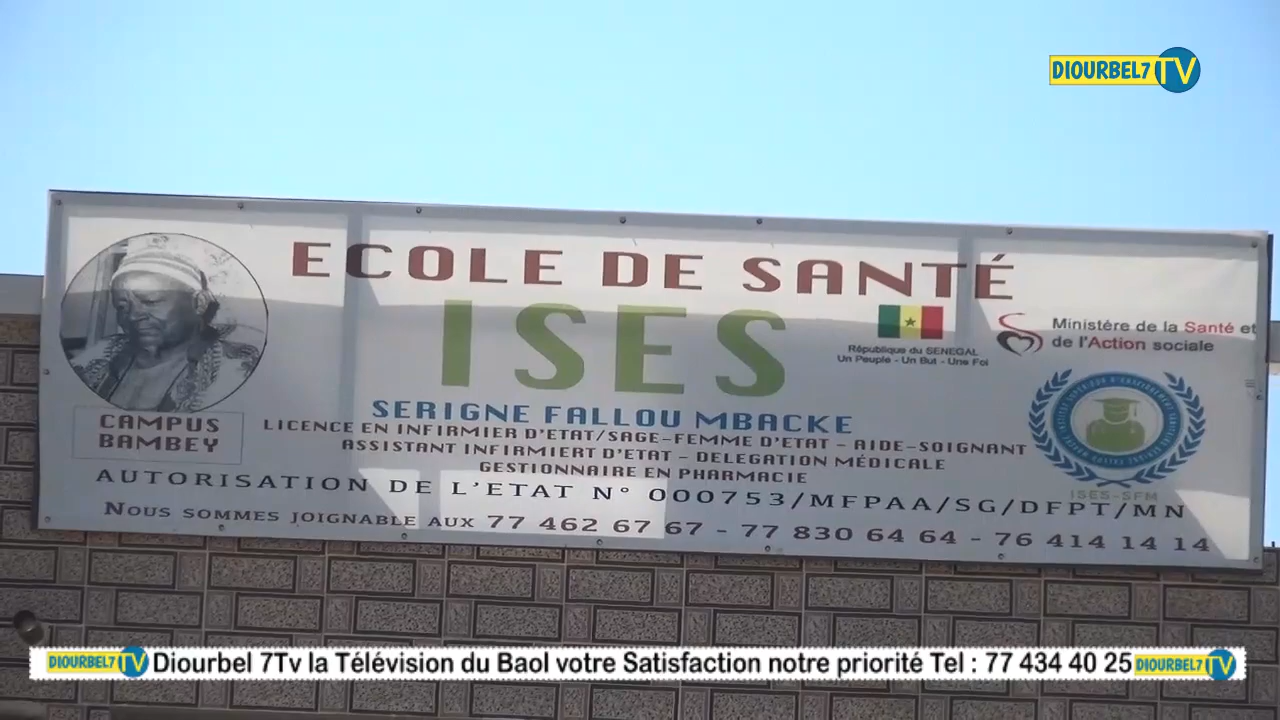 DIOURBEL7 TV
ECOLE DE SANTÉ
ISES
République du SENEGAL
Un Peuple - Un But - Une Foi
Ministère de la Santé et
de l'Action sociale
SERIGNE FALLOU MBACKE
CAMPUS
BAMBEY
LICENCE EN INFIRMIER D'ETAT/SAGE-FEMME D'ETAT - AIDE-SOIGNANT
ASSISTANT INFIRMIERT D'ETAT - DELEGATION MÉDICALE
GESTIONNAIRE EN PHARMACIE
ISES-SFM
AUTORISATION DE L'ETAT N° 000753/MFPAA/SG/DFPT/MN
NOUS SOMMES JOIGNABLE AUX 77 462 67 67 - 77 830 64 64 - 76 414 14 14
DIOURBEL7 TV Diourbel 7Tv la Télévision du Baol votre Satisfaction notre priorité Tel : 77 434 40 25 DIOURBEL7 TV